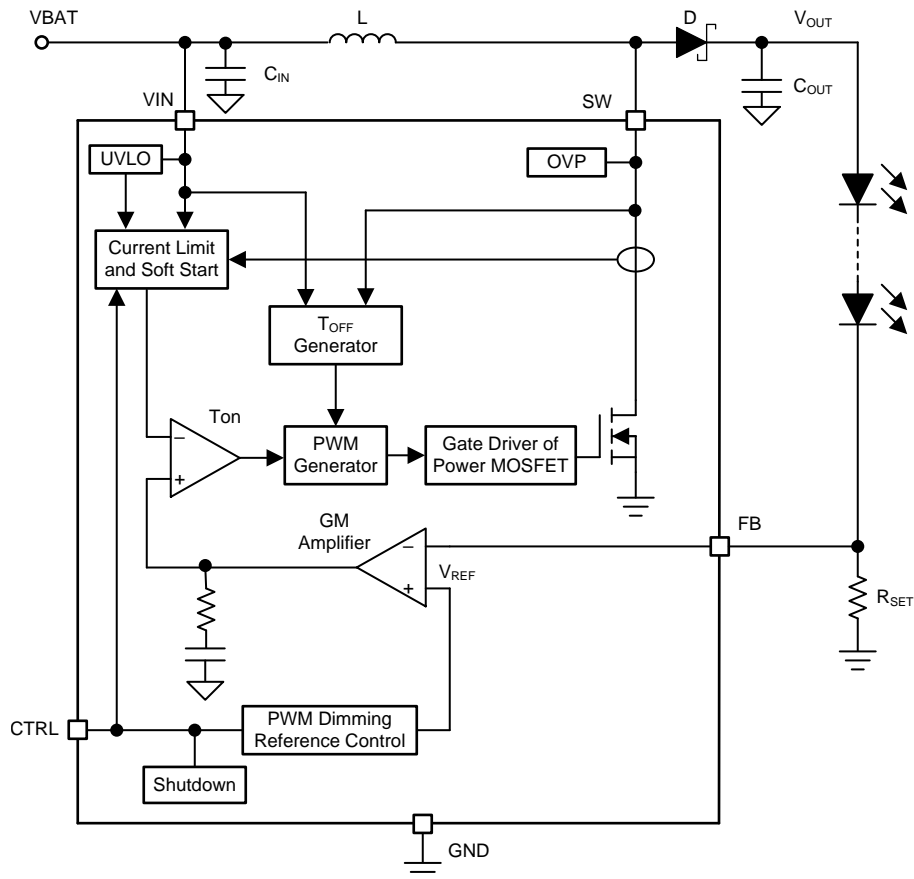 VBAT
L
D
VOUT
CIN
COUT
VIN
SW
UVLO
OVP
Current Limit
and Soft Start
TOFF
Generator
Ton
−
+
PWM
Generator
Gate Driver of
Power MOSFET
GM
Amplifier
FB
−
VREF
+
RSET
CTRL
PWM Dimming
Reference Control
Shutdown
GND